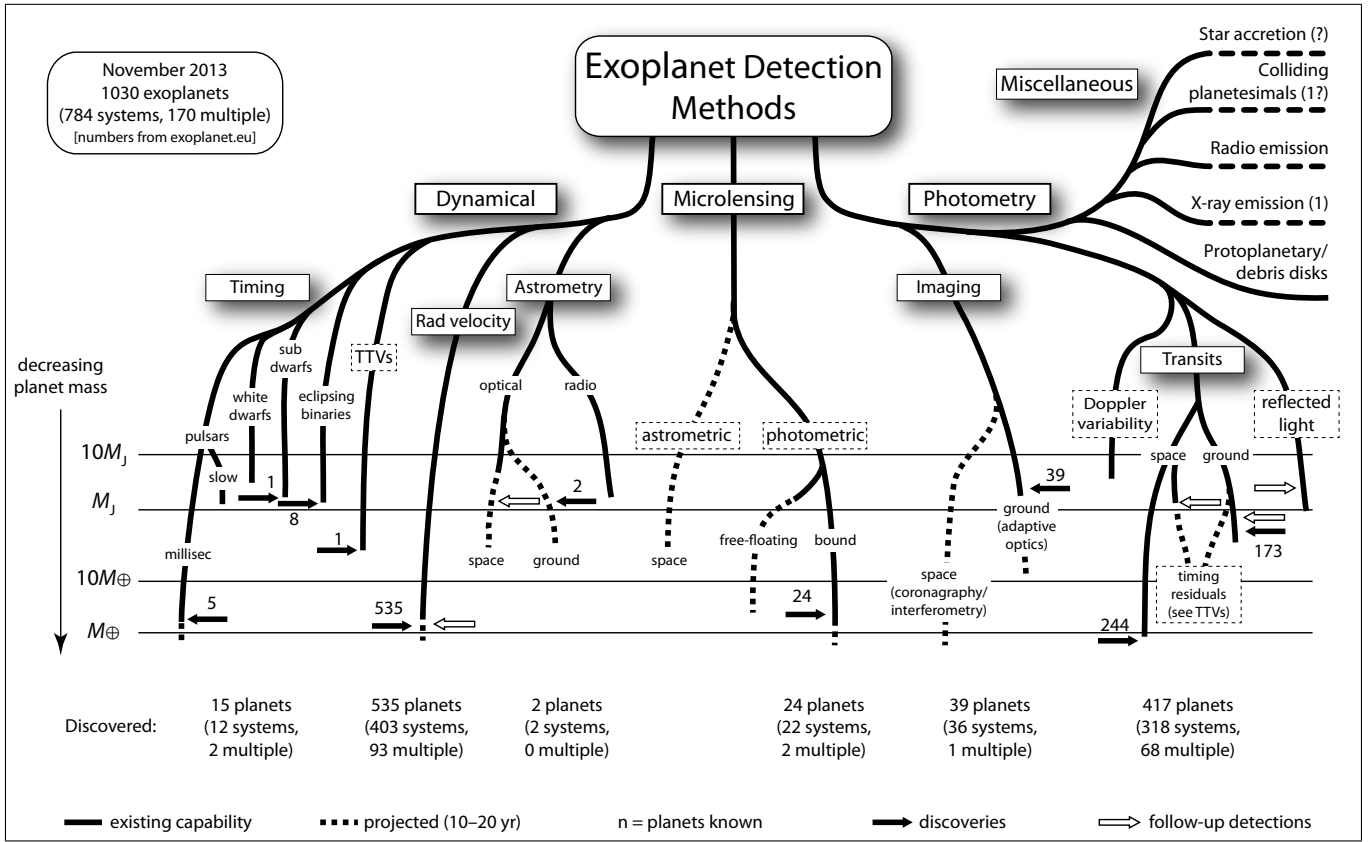 Exoplanet Detection
Methods
November 2013
1030 exoplanets
(784 systems, 170 multiple)
[numbers from exoplanet.eu]
Miscellaneous
Star accretion (?)
Colliding
planetesimals (1?)
Radio emission
X-ray emission (1)
Protoplanetary/
debris disks
Dynamical
Microlensing
Photometry
Timing
Rad velocity
Astrometry
Imaging
Transits
decreasing
planet mass
10M_J
M_J
10M⊕
M⊕
pulsars
slow
millisec
white
dwarfs
sub
dwarfs
eclipsing
binaries
TTVs
1
8
1
5
535
optical
radio
2
space
ground
astrometric
space
photometric
free-floating
bound
24
39
ground
(adaptive
optics)
space
(coronagraphy/
interferometry)
Doppler
variability
reflected
light
space
ground
173
timing
residuals
(see TTVs)
244
Discovered:
15 planets
(12 systems,
2 multiple)
535 planets
(403 systems,
93 multiple)
2 planets
(2 systems,
0 multiple)
24 planets
(22 systems,
2 multiple)
39 planets
(36 systems,
1 multiple)
417 planets
(318 systems,
68 multiple)
existing capability
projected (10–20 yr)
n = planets known
discoveries
follow-up detections